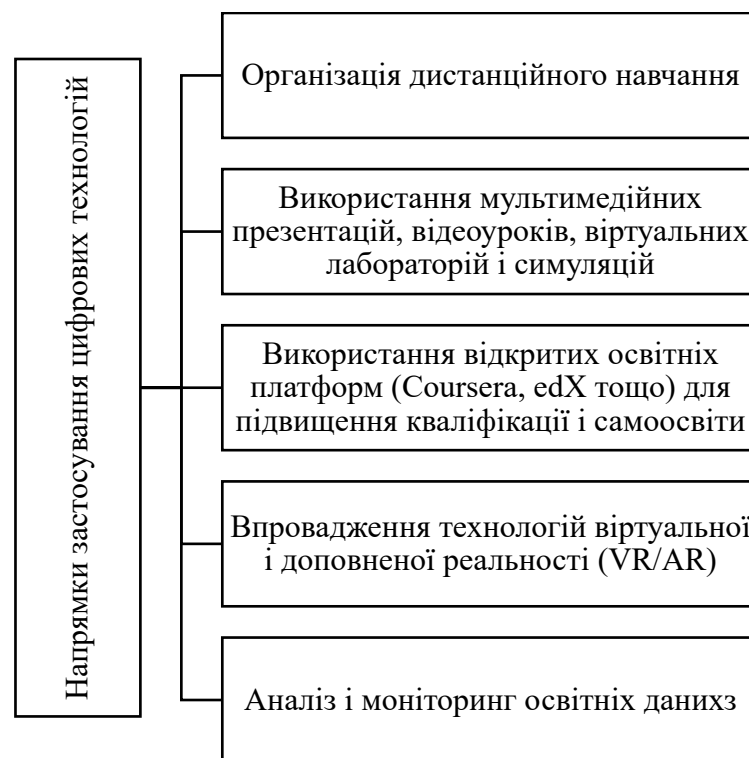 Напрямки застосування цифрових технологій
Організація дистанційного навчання
Використання мультимедійних
презентацій, відеоуроків, віртуальних
лабораторій і симуляцій
Використання відкритих освітніх
платформ (Coursera, edX тощо) для
підвищення кваліфікації і самоосвіти
Впровадження технологій віртуальної
і доповненої реальності (VR/AR)
Аналіз і моніторинг освітніх данихз